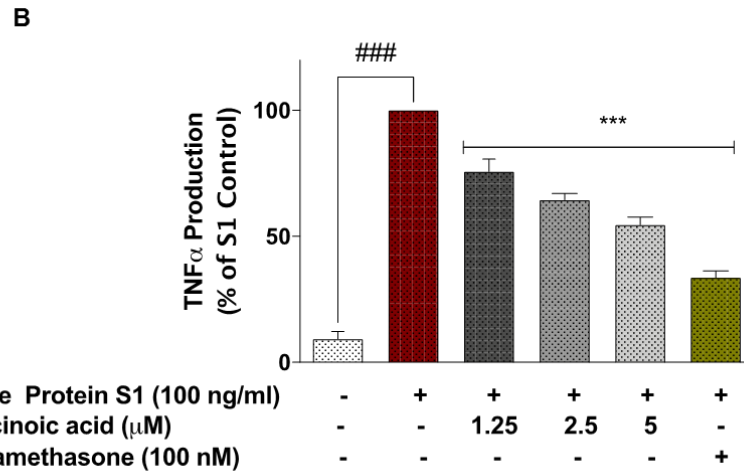 B
###
***
100
50
0
TNFα Production
(% of S1 Control)
e Protein S1 (100 ng/ml) - + + + + +
cinoic acid (μM) - - 1.25 2.5 5 -
amethasone (100 nM) - - - - - +